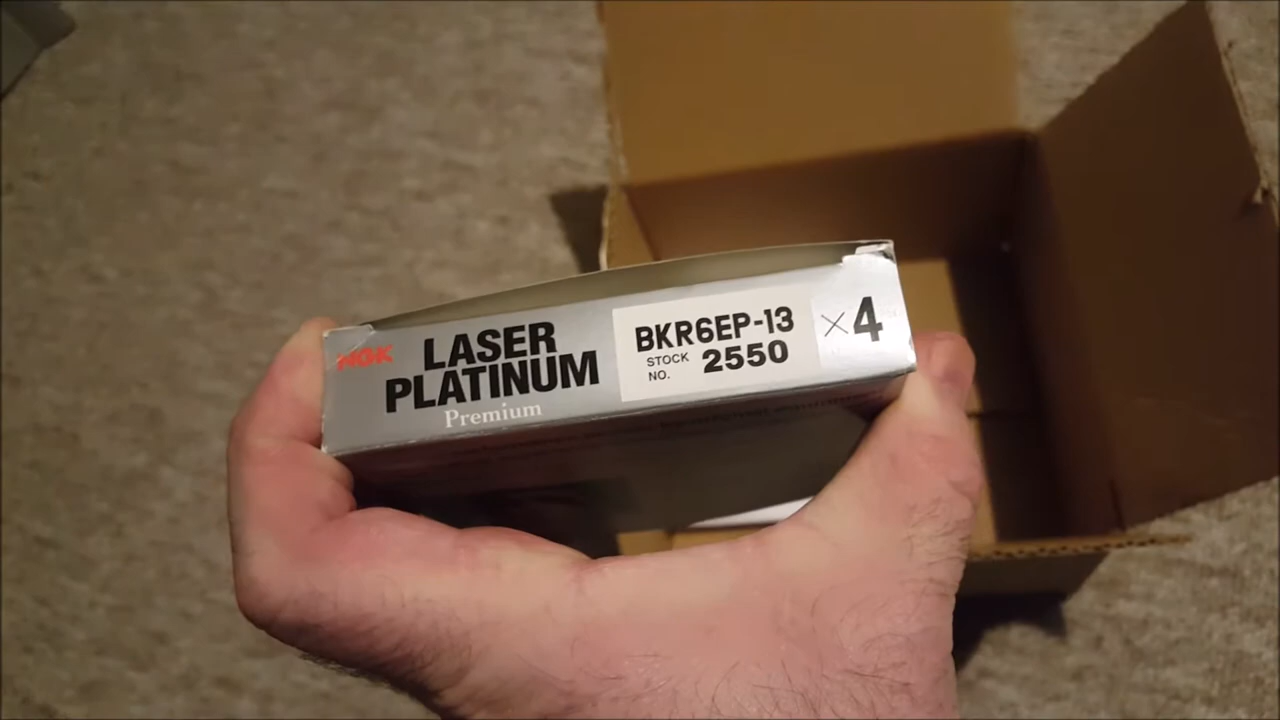 NGK
LASER
PLATINUM
Premium
BKR6EP-13
STOCK
NO. 2550
×4